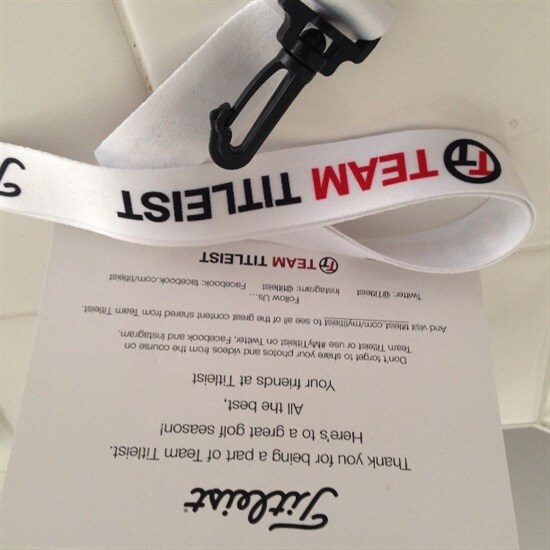 Titleist
Thank you for being a part of Team Titleist.
Here's to a great golf season!
All the best,
Your friends at Titleist
Don't forget to share your photos and videos from the course on
Team Titleist or use #MyTitleist on Twitter, Facebook and Instagram.
And visit titleist.com/mytitleist to see all of the great content shared from Team Titleist.
Follow Us....
Twitter: @Titleist Instagram: @titleist Facebook: facebook.com/titleist
TT TEAM TITLEIST
TT TEAM TITLEIST